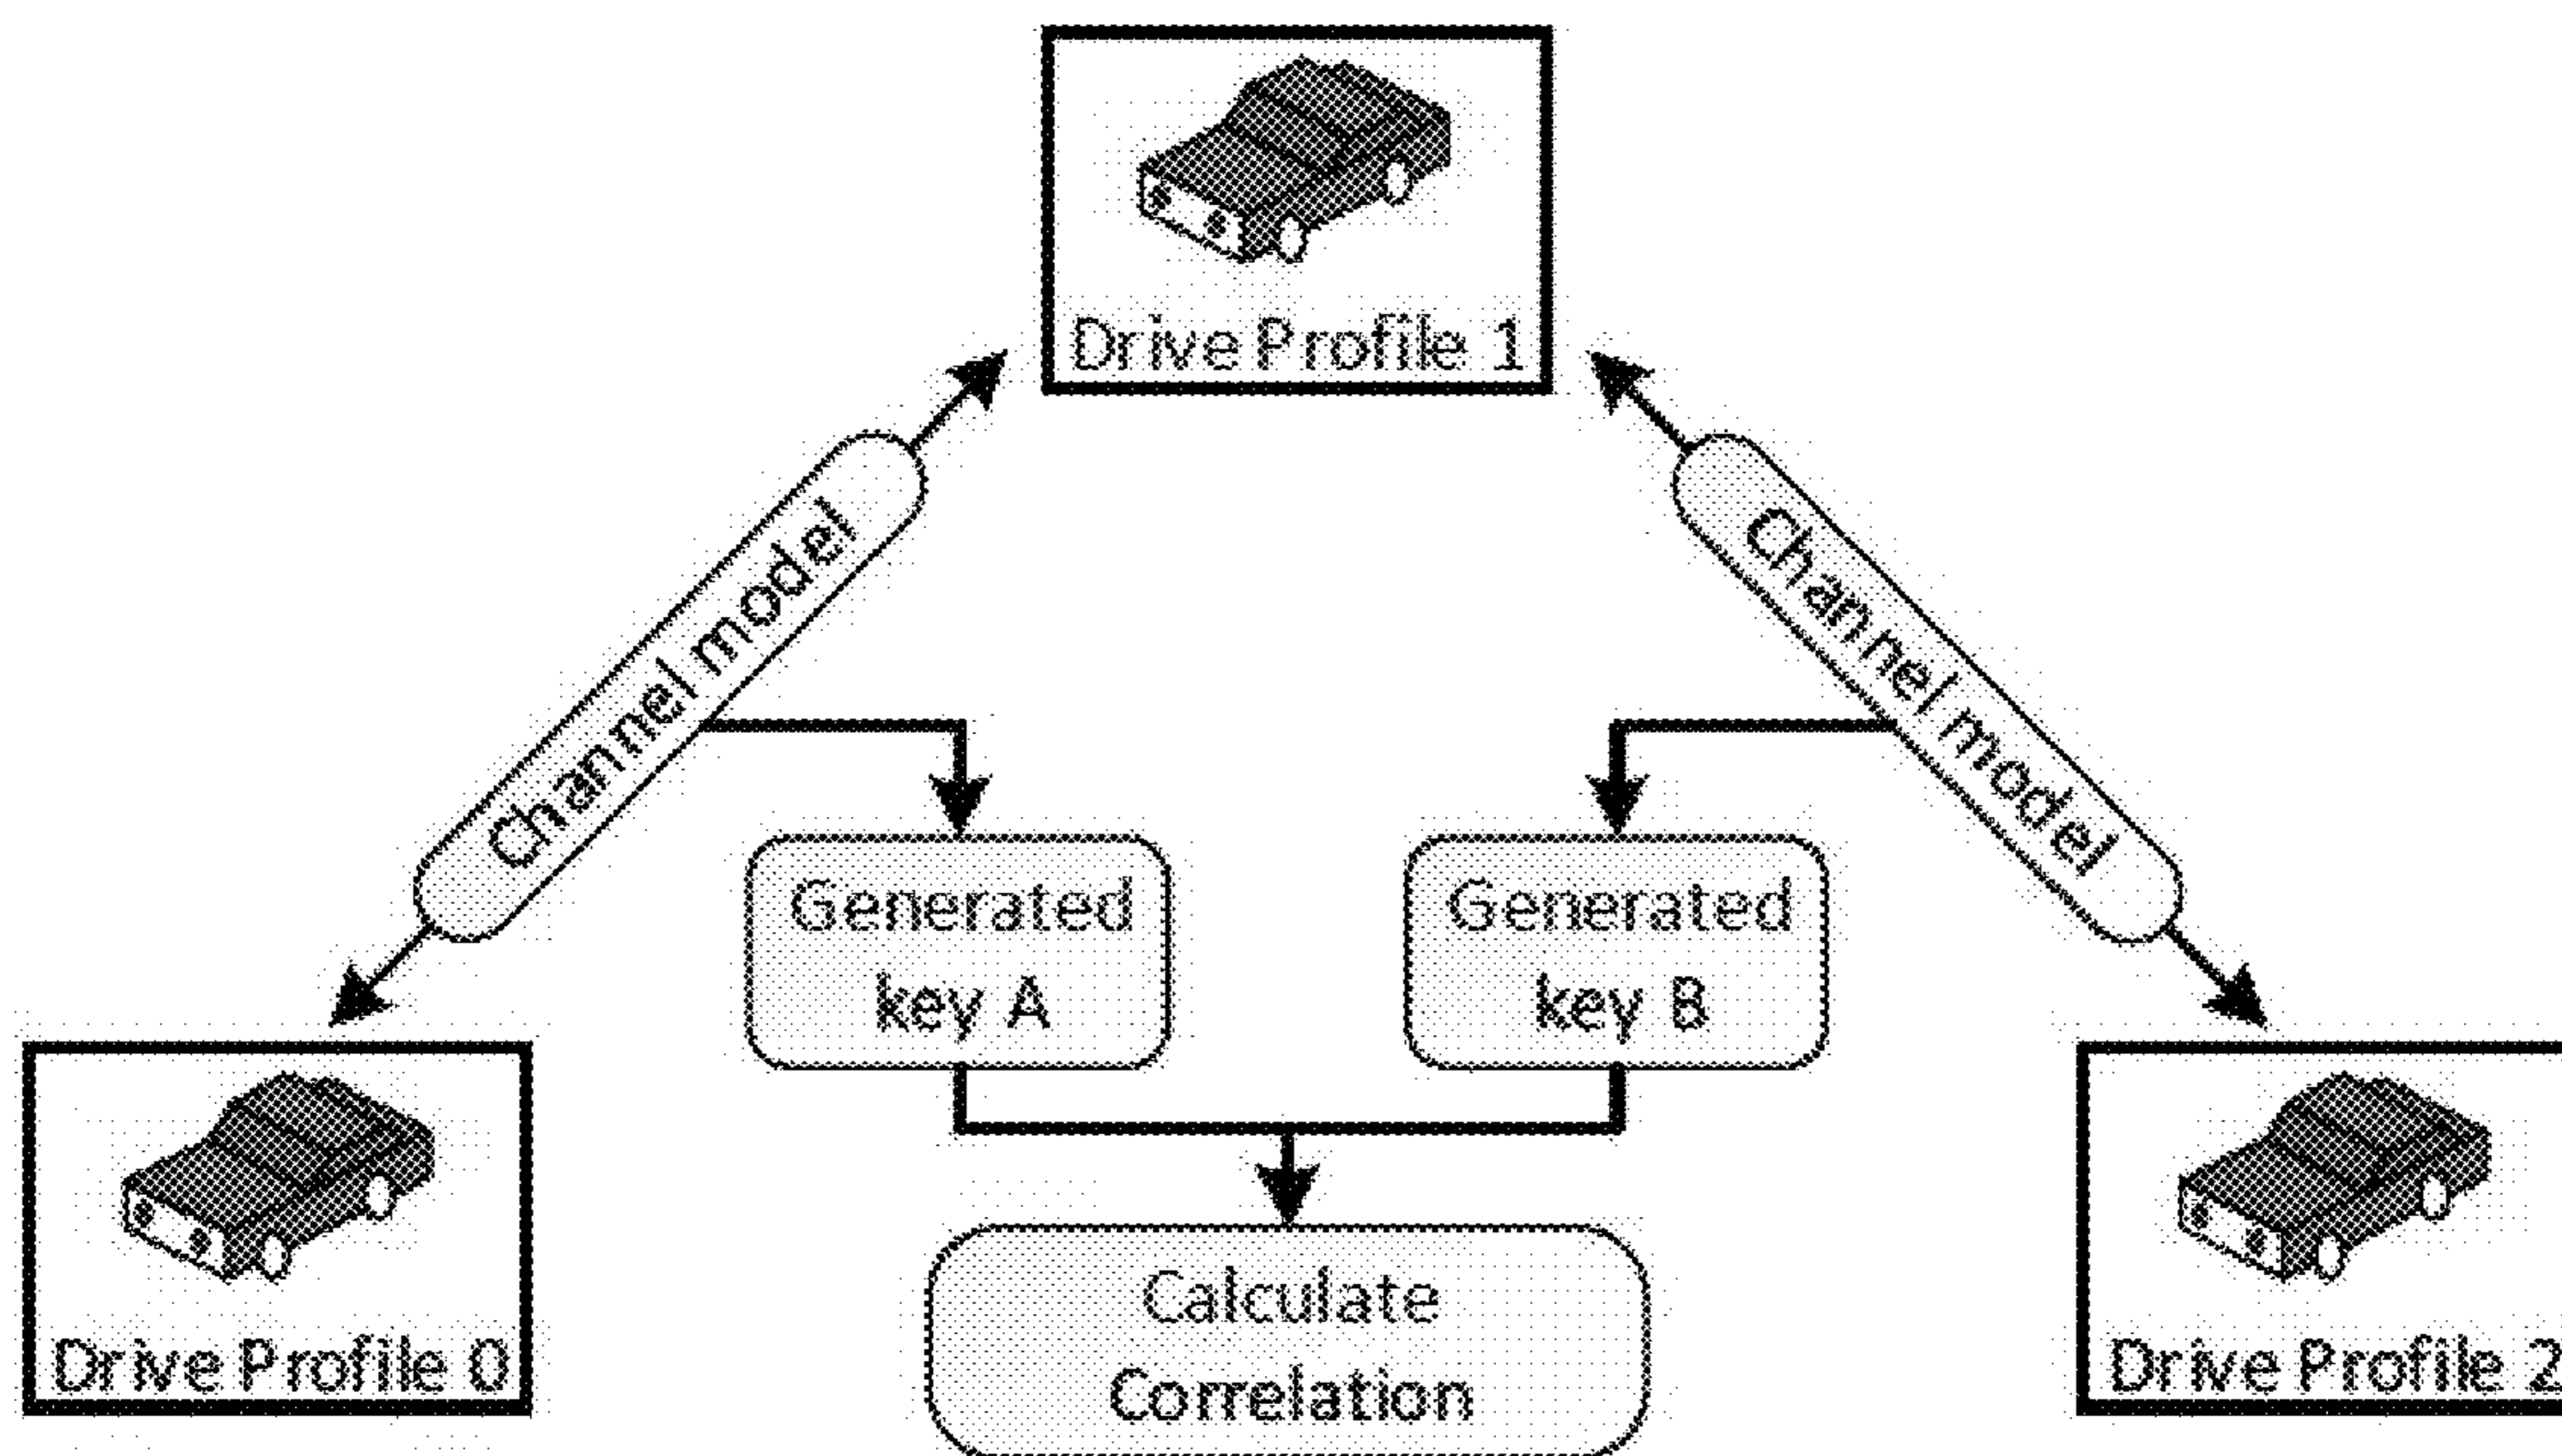 Drive Profile 1
Channel model
Channel model
Generated
key A
Generated
key B
Drive Profile 0
Calculate
Correlation
Drive Profile 2